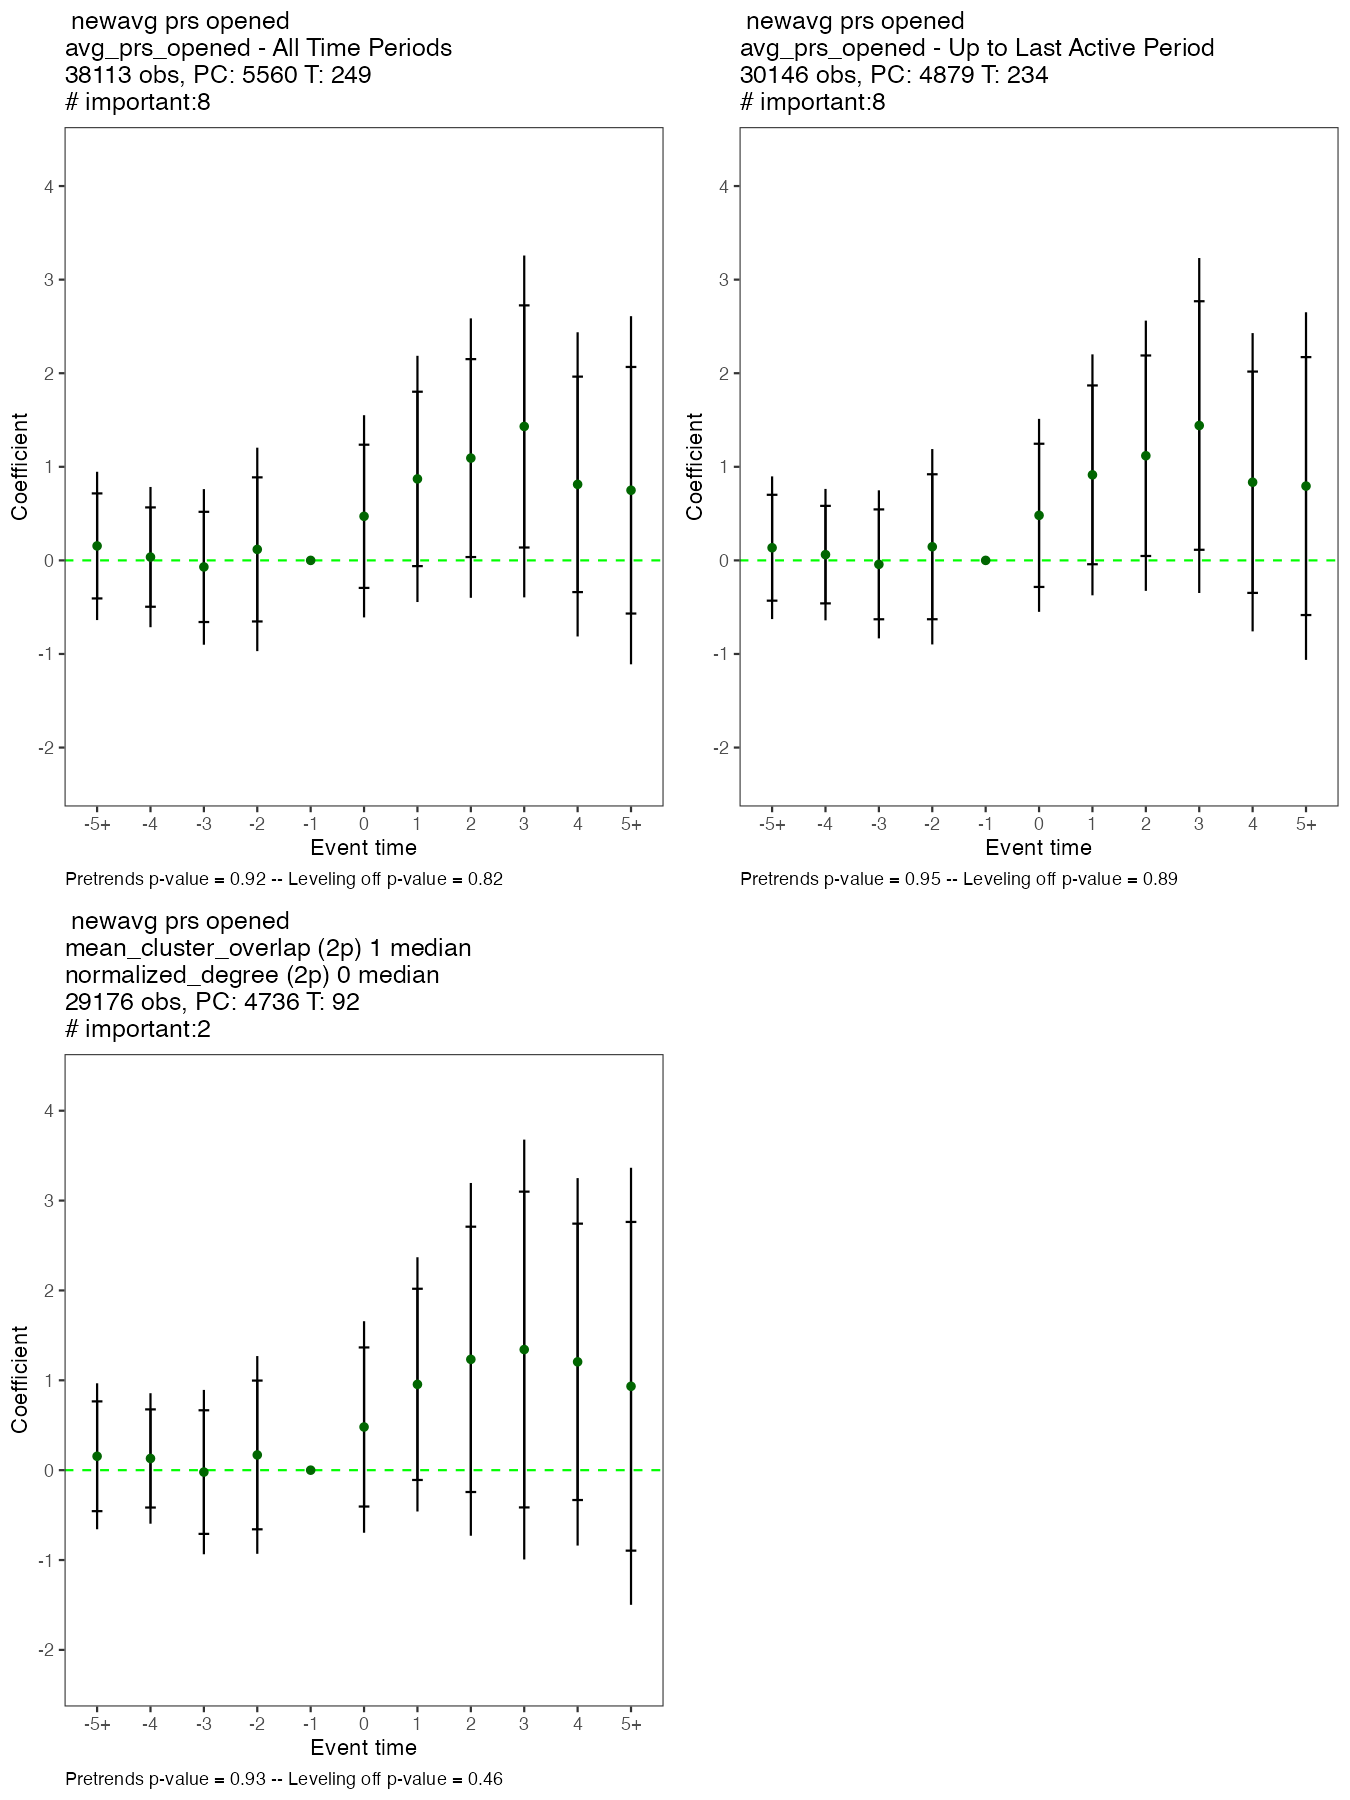 newavg prs opened
avg_prs_opened - All Time Periods
38113 obs, PC: 5560 T: 249
# important:8
4
3
2
1
0
-1
-2
Coefficient
-5+ -4 -3 -2 -1 0 1 2 3 4 5+
Event time
Pretrends p-value = 0.92 -- Leveling off p-value = 0.82
newavg prs opened
avg_prs_opened - Up to Last Active Period
30146 obs, PC: 4879 T: 234
# important:8
4
3
2
1
0
-1
-2
Coefficient
-5+ -4 -3 -2 -1 0 1 2 3 4 5+
Event time
Pretrends p-value = 0.95 -- Leveling off p-value = 0.89
newavg prs opened
mean_cluster_overlap (2p) 1 median
normalized_degree (2p) 0 median
29176 obs, PC: 4736 T: 92
# important:2
4
3
2
1
0
-1
-2
Coefficient
-5+ -4 -3 -2 -1 0 1 2 3 4 5+
Event time
Pretrends p-value = 0.93 -- Leveling off p-value = 0.46